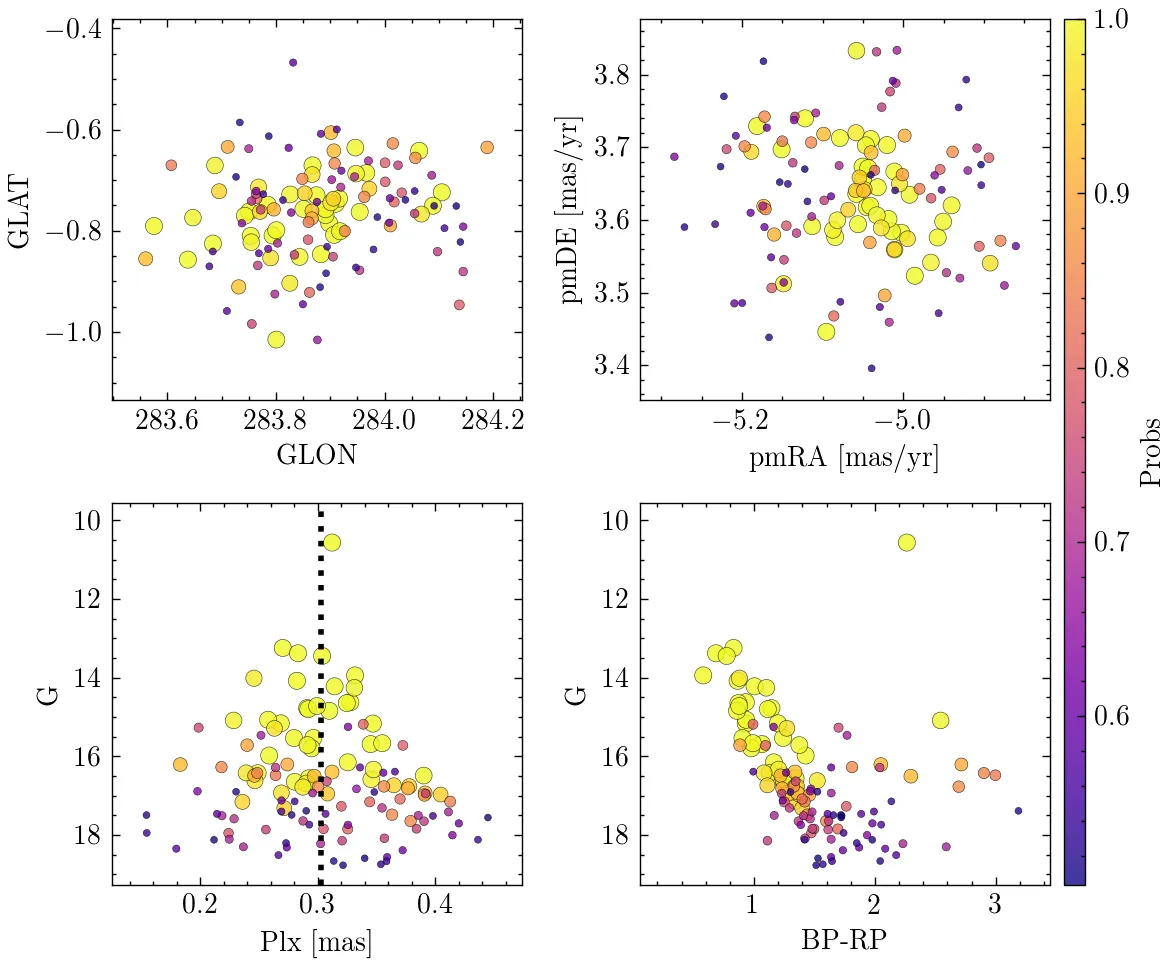 −0.4
−0.6
−0.8
−1.0
GLAT
283.6 283.8 284.0 284.2
GLON
3.8
3.7
3.6
3.5
3.4
pmDE [mas/yr]
−5.2 −5.0
pmRA [mas/yr]
1.0
0.9
0.8
0.7
0.6
Probs
10
12
14
16
18
G
0.2 0.3 0.4
Plx [mas]
10
12
14
16
18
G
1 2 3
BP-RP